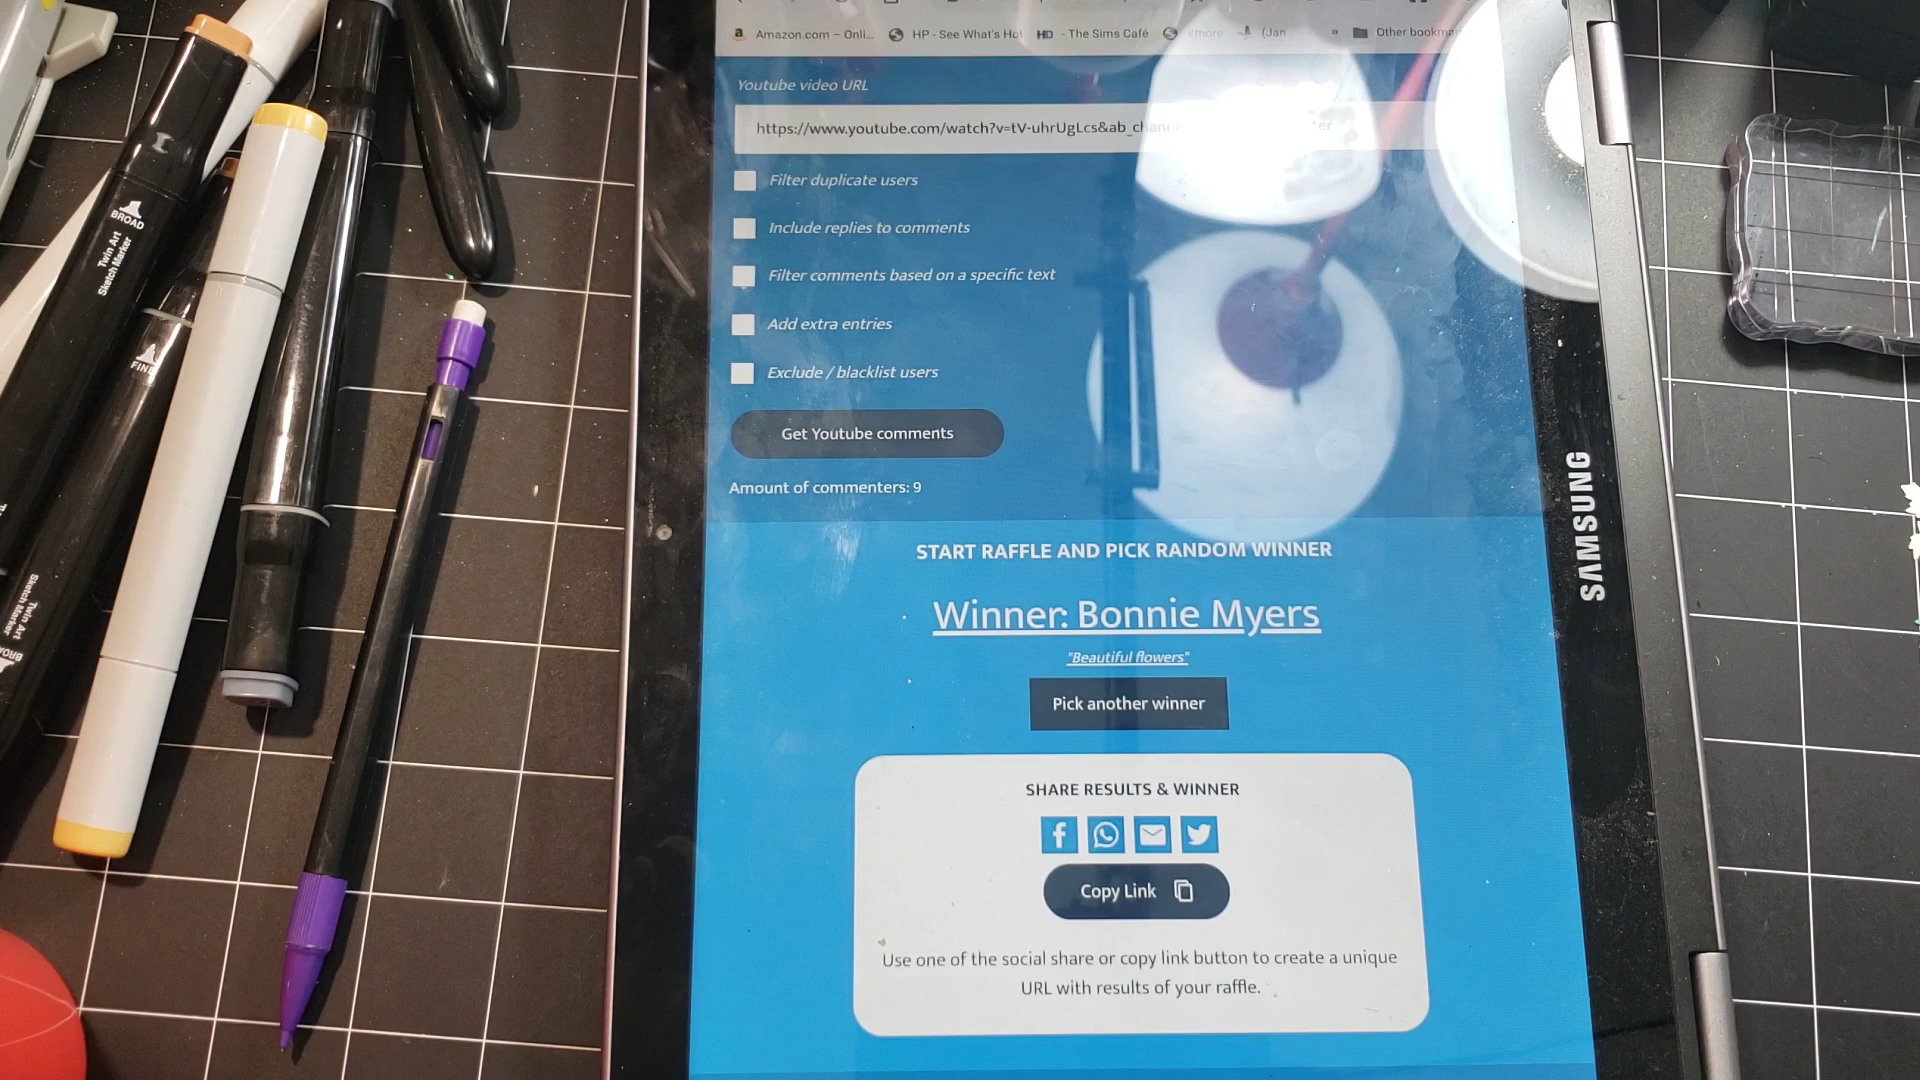 Amazon.com – Onli...
HP - See What's Hot
HD - The Sims Café
#more
(Jan
»
Other bookma
Youtube video URL
https://www.youtube.com/watch?v=tV-uhrUgLcs&ab_chann
Filter duplicate users
Include replies to comments
Filter comments based on a specific text
Add extra entries
Exclude / blacklist users
Get Youtube comments
Amount of commenters: 9
START RAFFLE AND PICK RANDOM WINNER
Winner: Bonnie Myers
"Beautiful flowers"
Pick another winner
SHARE RESULTS & WINNER
Copy Link
Use one of the social share or copy link button to create a unique
URL with results of your raffle.
SAMSUNG
BROAD
Twin Art
Sketch Marker
FINE
Twin Art
Sketch Marker